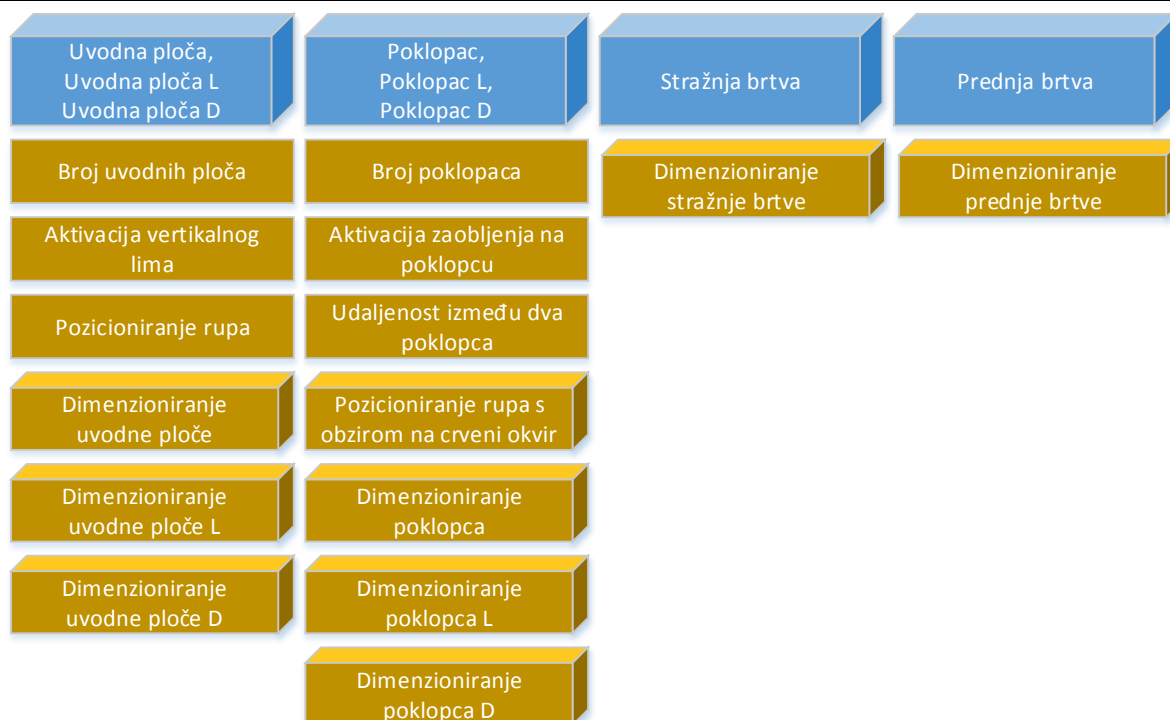 Uvodna ploča,
Uvodna ploča L
Uvodna ploča D
Poklopac,
Poklopac L,
Poklopac D
Stražnja brtva
Prednja brtva
Broj uvodnih ploča
Broj poklopaca
Dimenzioniranje
stražnje brtve
Dimenzioniranje
prednje brtve
Aktivacija vertikalnog
lima
Aktivacija zaobljenja na
poklopcu
Pozicioniranje rupa
Udaljenost između dva
poklopca
Dimenzioniranje
uvodne ploče
Pozicioniranje rupa s
obzirom na crveni okvir
Dimenzioniranje
uvodne ploče L
Dimenzioniranje
poklopca
Dimenzioniranje
uvodne ploče D
Dimenzioniranje
poklopca L
Dimenzioniranje
poklopca D